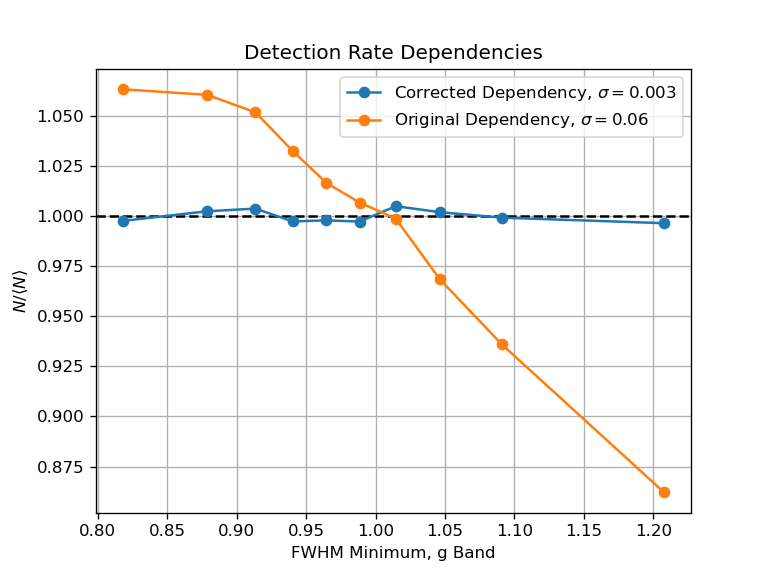 Detection Rate Dependencies
Corrected Dependency, σ = 0.003
Original Dependency, σ = 0.06
1.050
1.025
1.000
0.975
0.950
0.925
0.900
0.875
N/⟨N⟩
0.80 0.85 0.90 0.95 1.00 1.05 1.10 1.15 1.20
FWHM Minimum, g Band